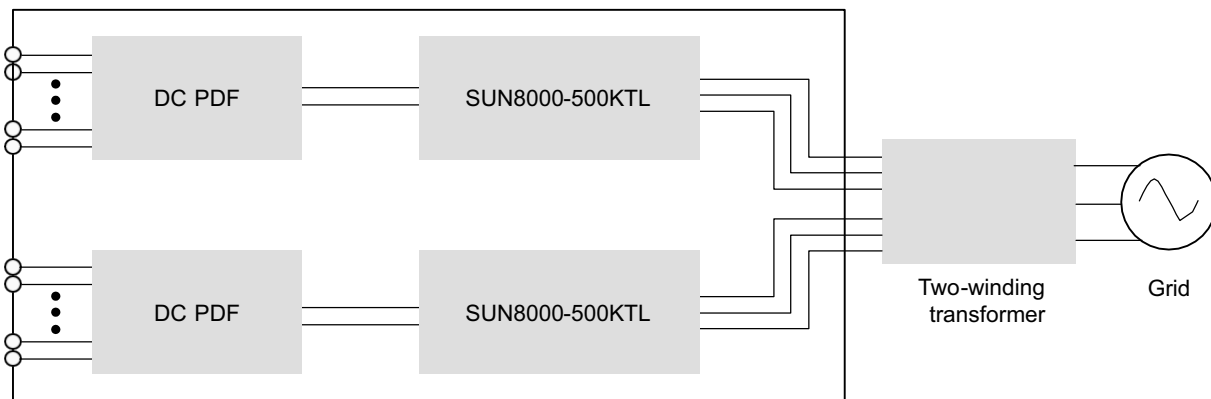 DC PDF
SUN8000-500KTL
DC PDF
SUN8000-500KTL
Two-winding
transformer
Grid